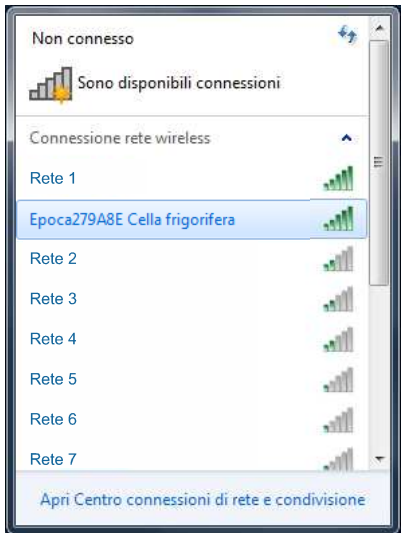 Non connesso
Sono disponibili connessioni
Connessione rete wireless
Rete 1
Epoca279A8E Cella frigorifera
Rete 2
Rete 3
Rete 4
Rete 5
Rete 6
Rete 7
Apri Centro connessioni di rete e condivisione